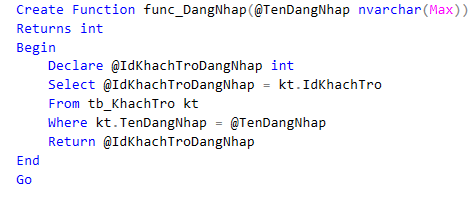 Create Function func_DangNhap(@TenDangNhap nvarchar(Max))
Returns int
Begin
Declare @IdKhachTroDangNhap int
Select @IdKhachTroDangNhap = kt.IdKhachTro
From tb_KhachTro kt
Where kt.TenDangNhap = @TenDangNhap
Return @IdKhachTroDangNhap
End
Go